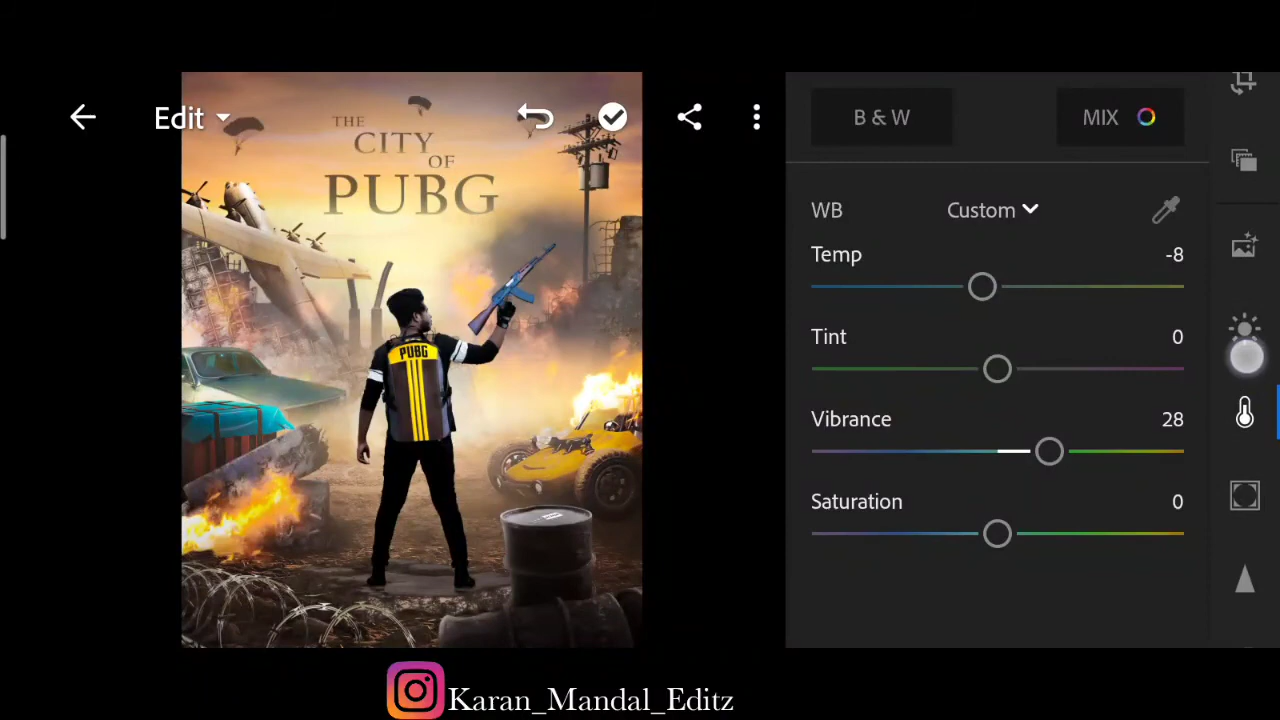 Edit
B & W
MIX
THE
CITY
OF
PUBG
WB
Custom
Temp
-8
Tint
0
PUBG
Vibrance
28
Saturation
0
Karan_Mandal_Editz